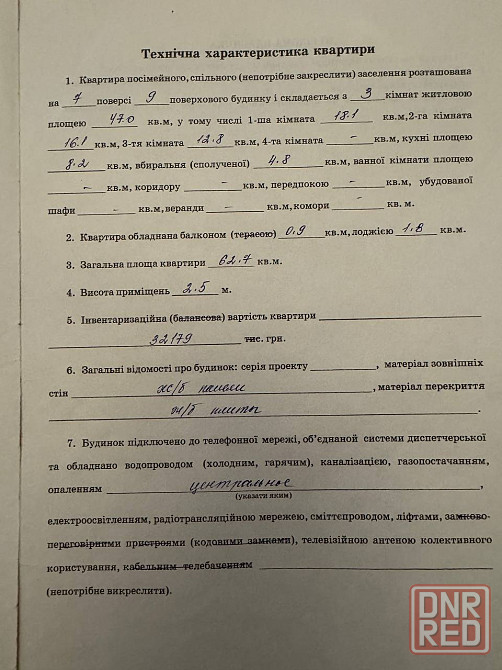 Технічна характеристика квартири
1. Квартира посімейного, спільного (непотрібне закреслити) заселення розташована
на 7 поверсі 9 поверхового будинку і складається з 3 кімнат житловою
площею 47.0 кв.м, у тому числі 1-ша кімната 18.1 кв.м,2-га кімната
16.1 кв.м, 3-тя кімната 12.8 кв.м, 4-та кімната - кв.м, кухні площею
8.2 кв.м, вбиральня (сполученої) 4.8 кв.м, ванної кімнати площею
- кв.м, коридору - кв.м, передпокою - кв.м, убудованої
шафи - кв.м, веранди - кв.м, комори - кв. м.
2. Квартира обладнана балконом (терасою) 0.9 кв.м, лоджією 1.8 кв.м.
3. Загальна площа квартири 62.7 кв.м.
4. Висота приміщень 2.5 м.
5. Інвентаризаційна (балансова) вартість квартири
32179 тис. грн.
6. Загальні відомості про будинок: серія проекту , матеріал зовнішніх
стін ж/б панели , матеріал перекриття
ж/б плиты .
7. Будинок підключено до телефонної мережі, об'єднаної системи диспетчерської
та обладнано водопроводом (холодним, гарячим), каналізацією, газопостачанням,
опаленням центральное
(указати яким)
електроосвітленням, радіотрансляційною мережею, сміттєпроводом, ліфтами, замково-
переговірними пристроями (кодовими замками), телевізійною антеною колективного
користування, кабельним телебаченням
(непотрібне викреслити).
DNR
RED